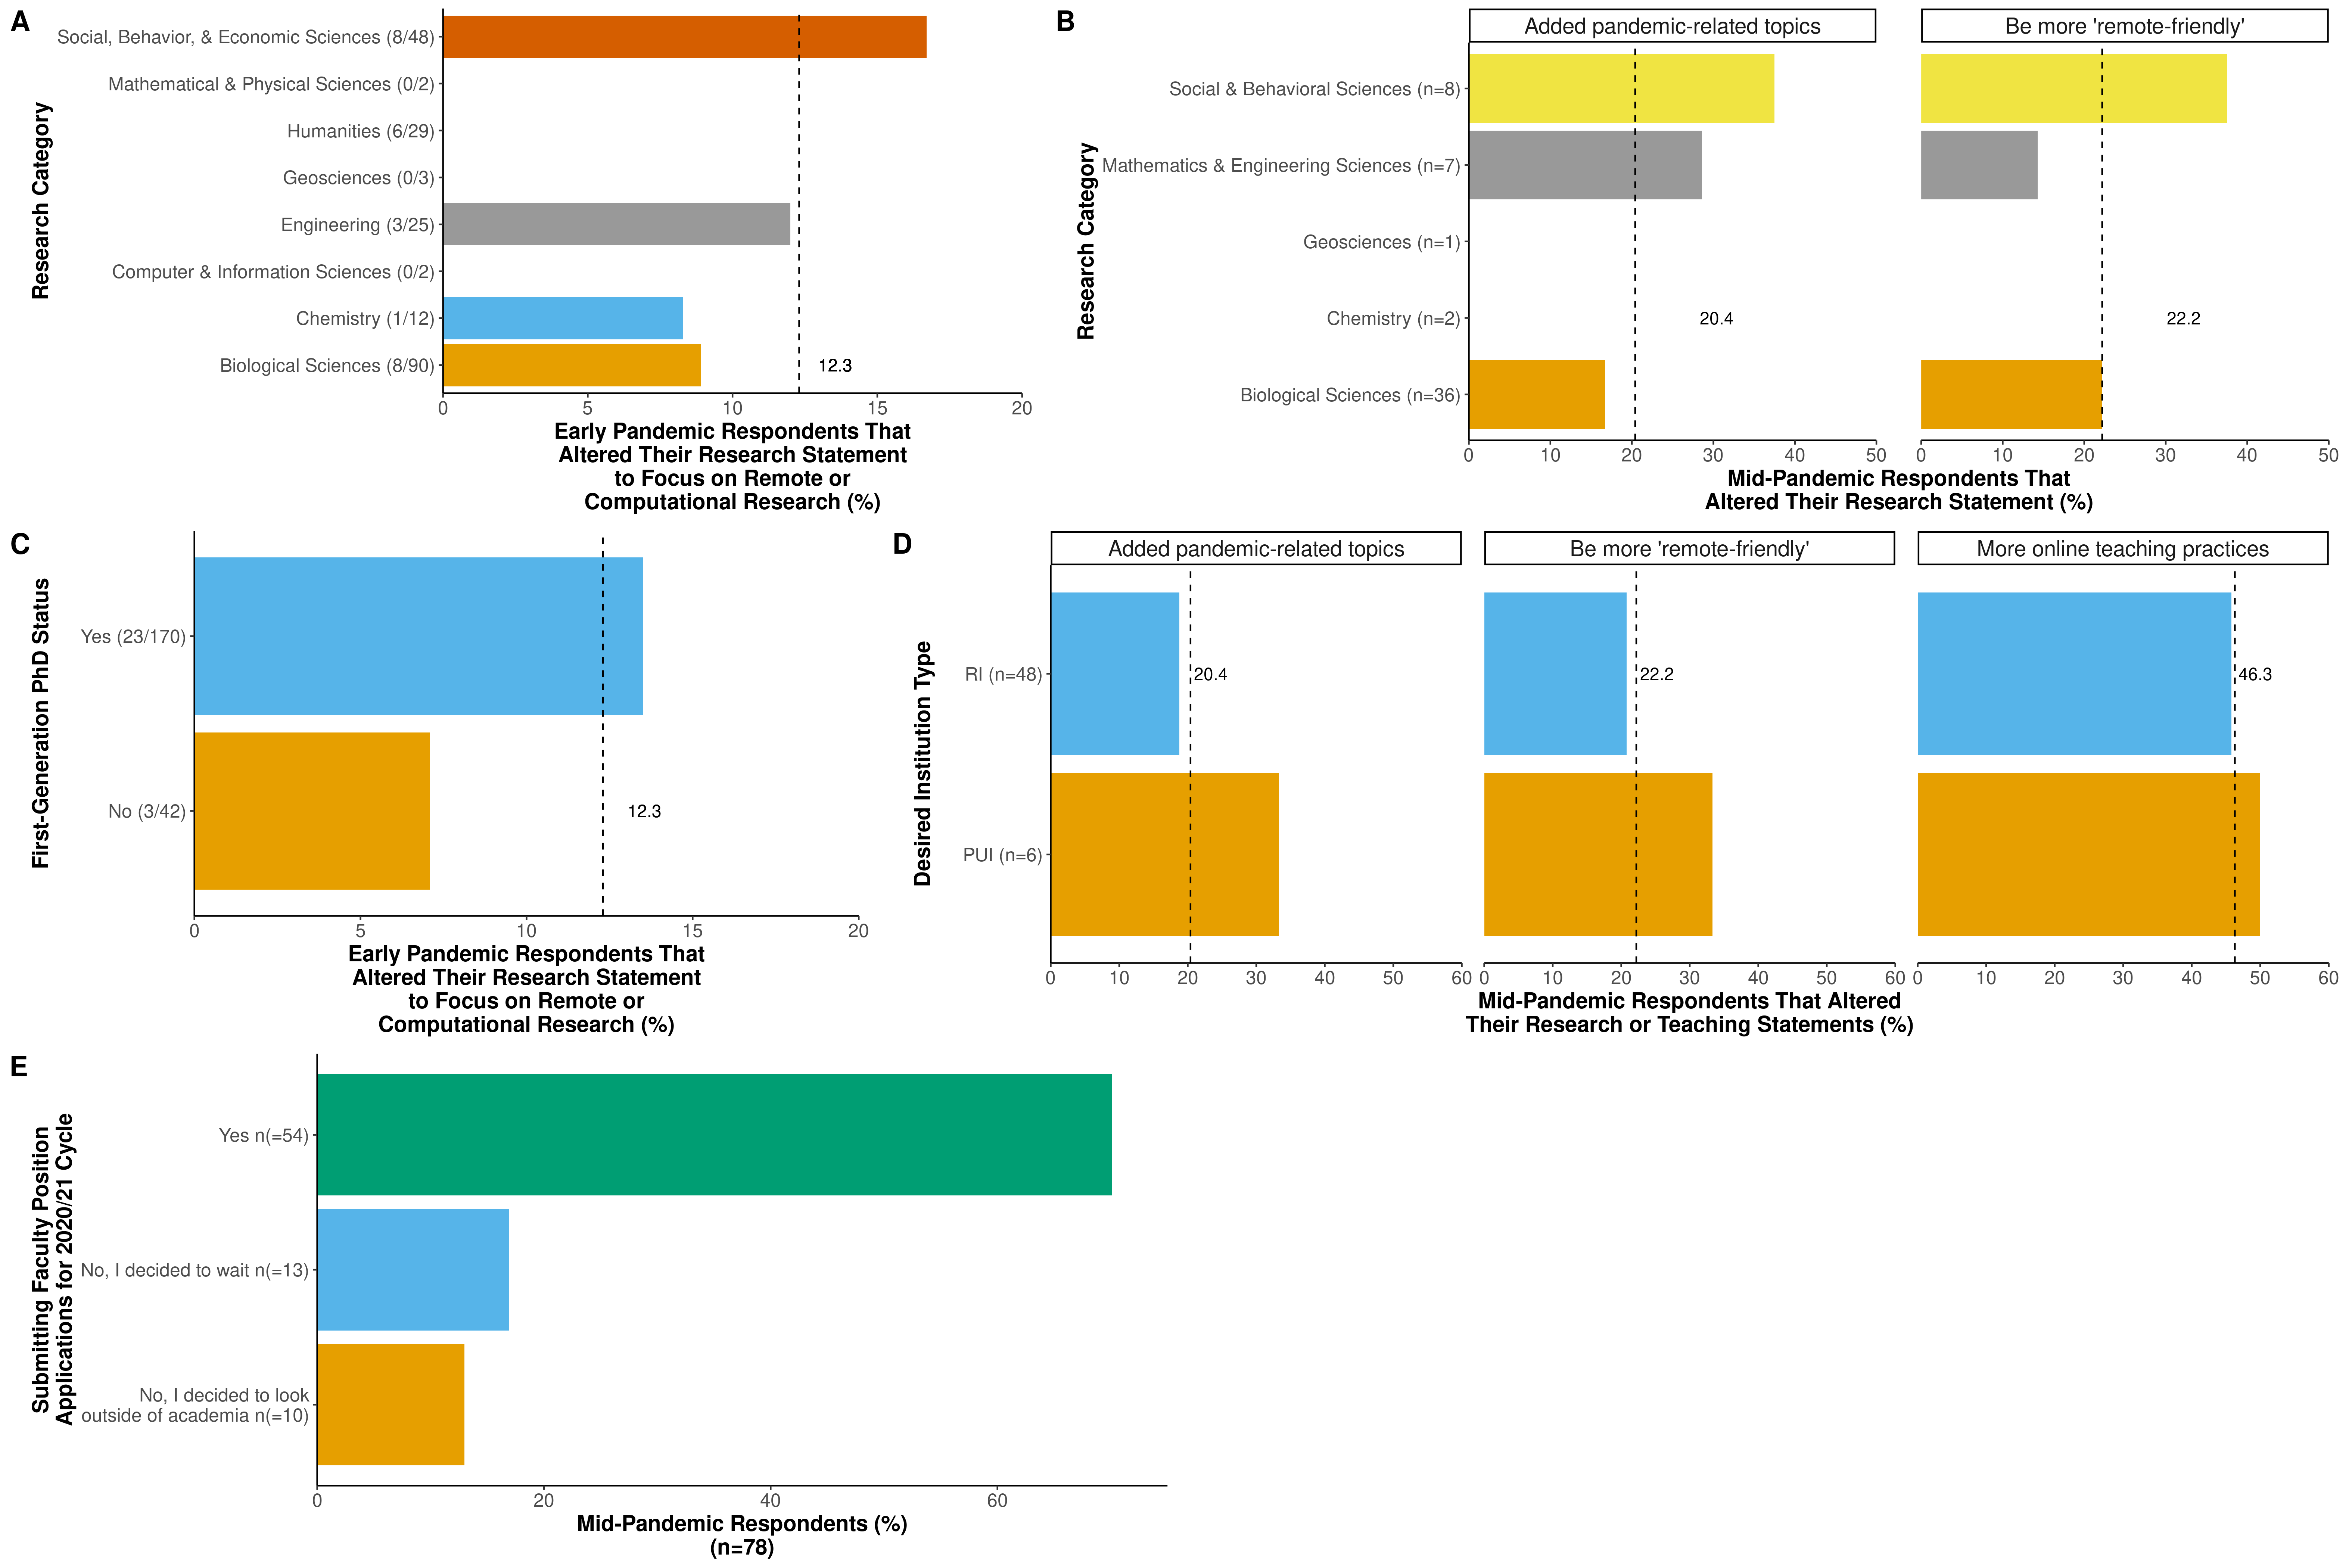 A
Research Category
Social, Behavior, & Economic Sciences (8/48)
Mathematical & Physical Sciences (0/2)
Humanities (6/29)
Geosciences (0/3)
Engineering (3/25)
Computer & Information Sciences (0/2)
Chemistry (1/12)
Biological Sciences (8/90)
12.3
0 5 10 15 20
Early Pandemic Respondents That
Altered Their Research Statement
to Focus on Remote or
Computational Research (%)
B
Added pandemic-related topics
Be more 'remote-friendly'
Research Category
Social & Behavioral Sciences (n=8)
Mathematics & Engineering Sciences (n=7)
Geosciences (n=1)
Chemistry (n=2)
20.4
22.2
Biological Sciences (n=36)
0 10 20 30 40 50
0 10 20 30 40 50
Mid-Pandemic Respondents That
Altered Their Research Statement (%)
C
First-Generation PhD Status
Yes (23/170)
No (3/42)
12.3
0 5 10 15 20
Early Pandemic Respondents That
Altered Their Research Statement
to Focus on Remote or
Computational Research (%)
D
Added pandemic-related topics
Be more 'remote-friendly'
More online teaching practices
Desired Institution Type
RI (n=48)
20.4
22.2
46.3
PUI (n=6)
0 10 20 30 40 50 60
0 10 20 30 40 50 60
0 10 20 30 40 50 60
Mid-Pandemic Respondents That Altered
Their Research or Teaching Statements (%)
E
Submitting Faculty Position
Applications for 2020/21 Cycle
Yes n(=54)
No, I decided to wait n(=13)
No, I decided to look
outside of academia n(=10)
0 20 40 60
Mid-Pandemic Respondents (%)
(n=78)